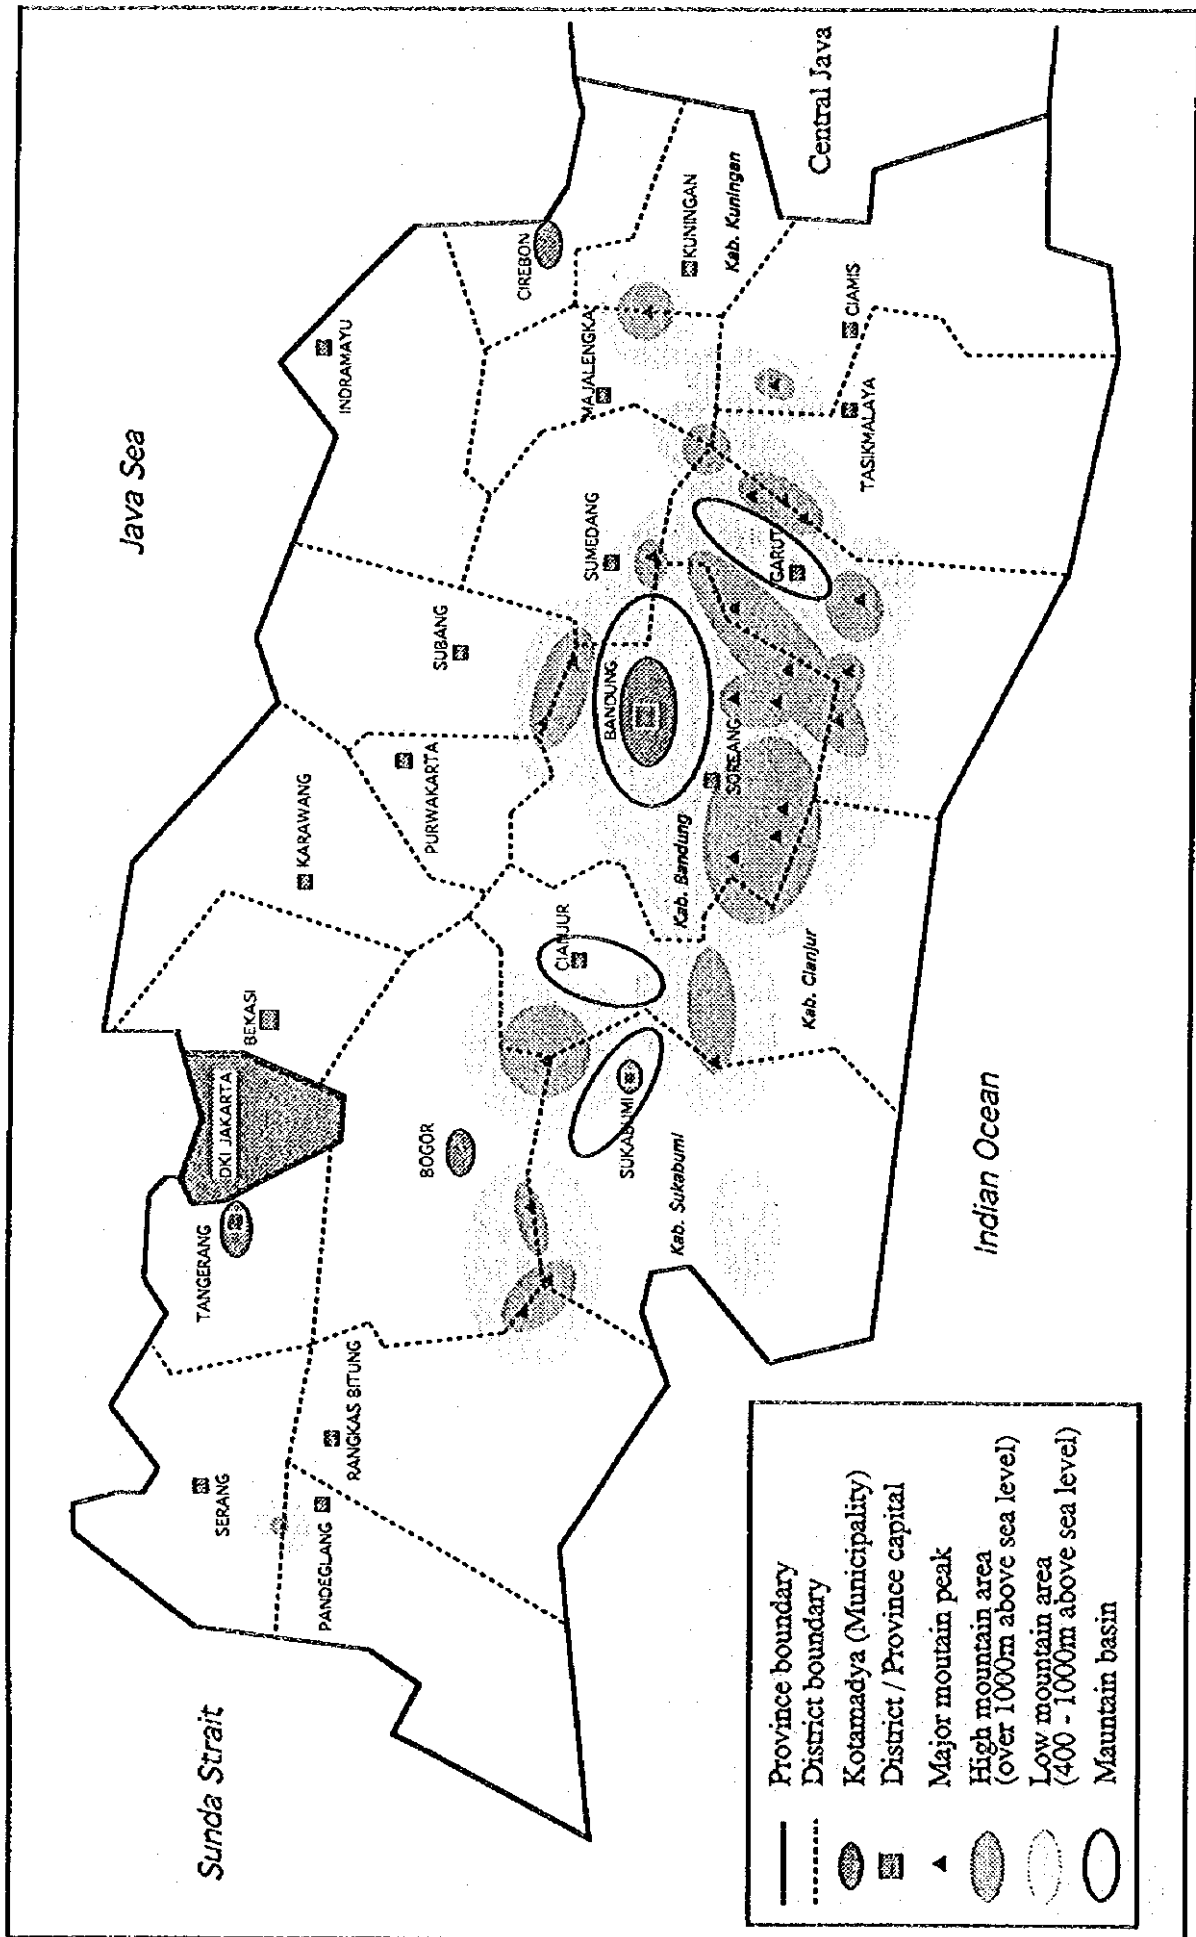 Java Sea
Sunda Strait
Indian Ocean
Central Java
SERANG
PANDEGLANG
RANGKAS BITUNG
TANGERANG
DKI JAKARTA
BEKASI
BOGOR
KARAWANG
PURWAKARTA
SUBANG
INDRAMAYU
CIREBON
MAJALENGKA
KUNINGAN
Kab. Kuningan
SUMEDANG
BANDUNG
SOREANG
Kab. Bandung
CIANJUR
Kab. Cianjur
SUKABUMI
Kab. Sukabumi
GARUT
TASIKMALAYA
CIAMIS
Province boundary
District boundary
Kotamadya (Municipality)
District / Province capital
Major moutain peak
High mountain area
(over 1000m above sea level)
Low mountain area
(400 - 1000m above sea level)
Mauntain basin